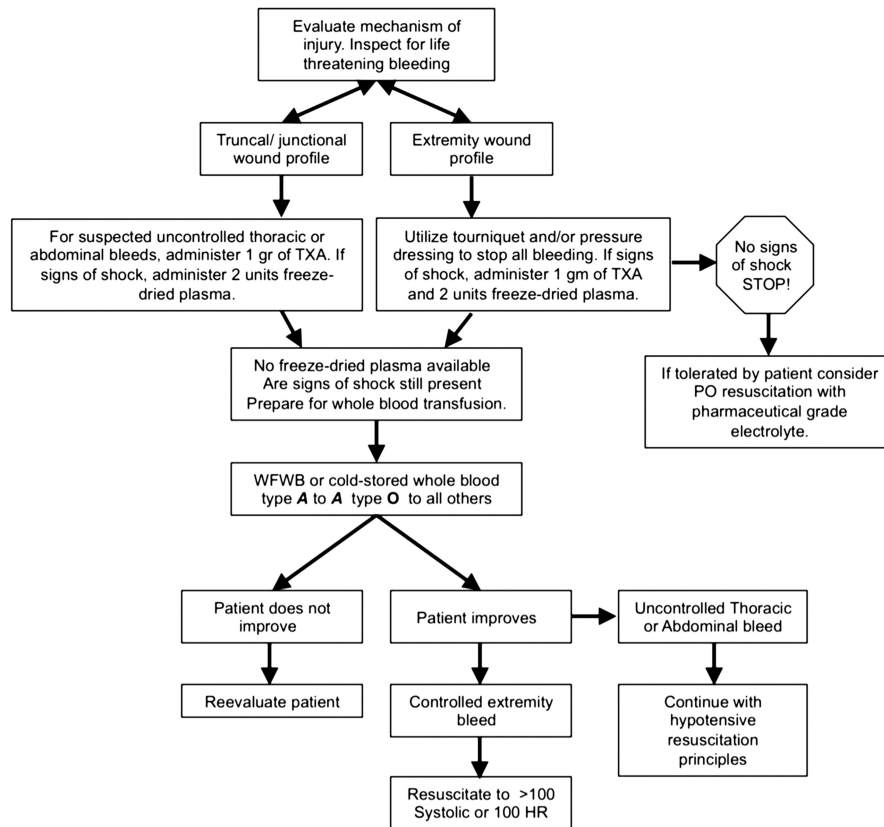 Evaluate mechanism of
injury. Inspect for life
threatening bleeding
Truncal/ junctional
wound profile
Extremity wound
profile
For suspected uncontrolled thoracic or
abdominal bleeds, administer 1 gr of TXA. If
signs of shock, administer 2 units freeze-
dried plasma.
Utilize tourniquet and/or pressure
dressing to stop all bleeding. If signs
of shock, administer 1 gm of TXA
and 2 units freeze-dried plasma.
No signs
of shock
STOP!
No freeze-dried plasma available
Are signs of shock still present
Prepare for whole blood transfusion.
If tolerated by patient consider
PO resuscitation with
pharmaceutical grade
electrolyte.
WFWB or cold-stored whole blood
type A to A type O to all others
Patient does not
improve
Patient improves
Uncontrolled Thoracic
or Abdominal bleed
Reevaluate patient
Controlled extremity
bleed
Continue with
hypotensive
resuscitation
principles
Resuscitate to >100
Systolic or 100 HR